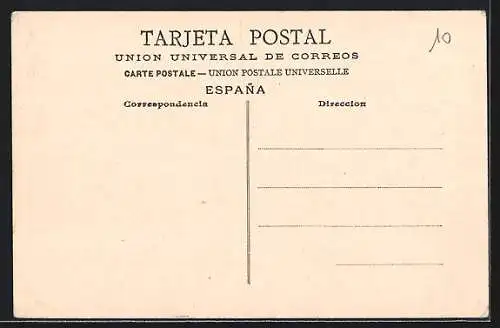 TARJETA POSTAL
10
UNION UNIVERSAL DE CORREOS
CARTE POSTALE — UNION POSTALE UNIVERSELLE
ESPAÑA
Correspondencia Direccion